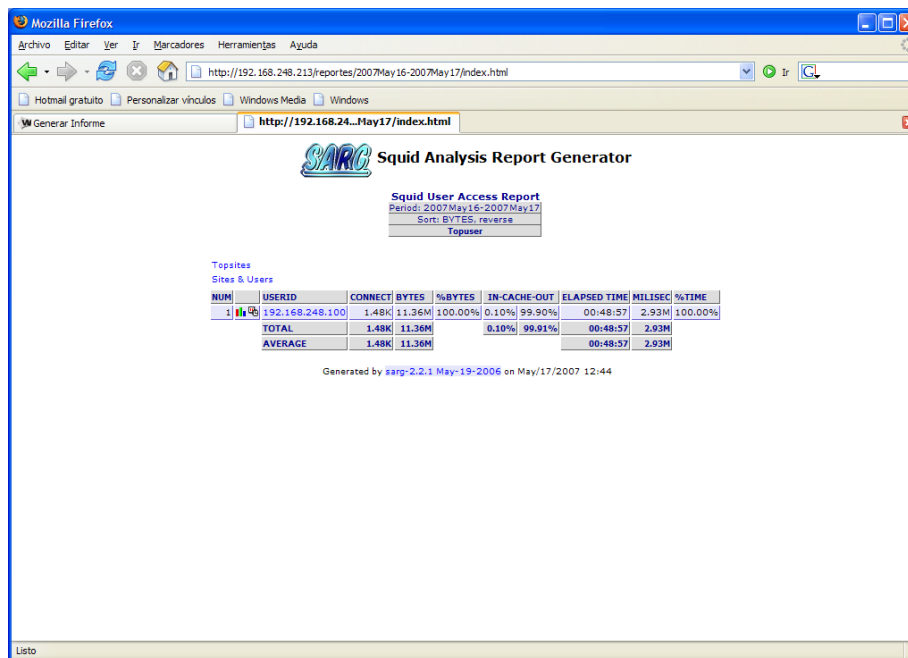 Mozilla Firefox
Archivo Editar Ver Ir Marcadores Herramientas Ayuda
http://192.168.248.213/reportes/2007May16-2007May17/index.html Ir G
Hotmail gratuito Personalizar vínculos Windows Media Windows
W Generar Informe http://192.168.24...May17/index.html
SARG Squid Analysis Report Generator
Squid User Access Report
Period: 2007May16-2007May17
Sort: BYTES, reverse
Topuser
Topsites
Sites & Users
NUM USERID CONNECT BYTES %BYTES IN-CACHE-OUT ELAPSED TIME MILISEC %TIME
1 192.168.248.100 1.48K 11.36M 100.00% 0.10% 99.90% 00:48:57 2.93M 100.00%
TOTAL 1.48K 11.36M 0.10% 99.91% 00:48:57 2.93M
AVERAGE 1.48K 11.36M 00:48:57 2.93M
Generated by sarg-2.2.1 May-19-2006 on May/17/2007 12:44
Listo